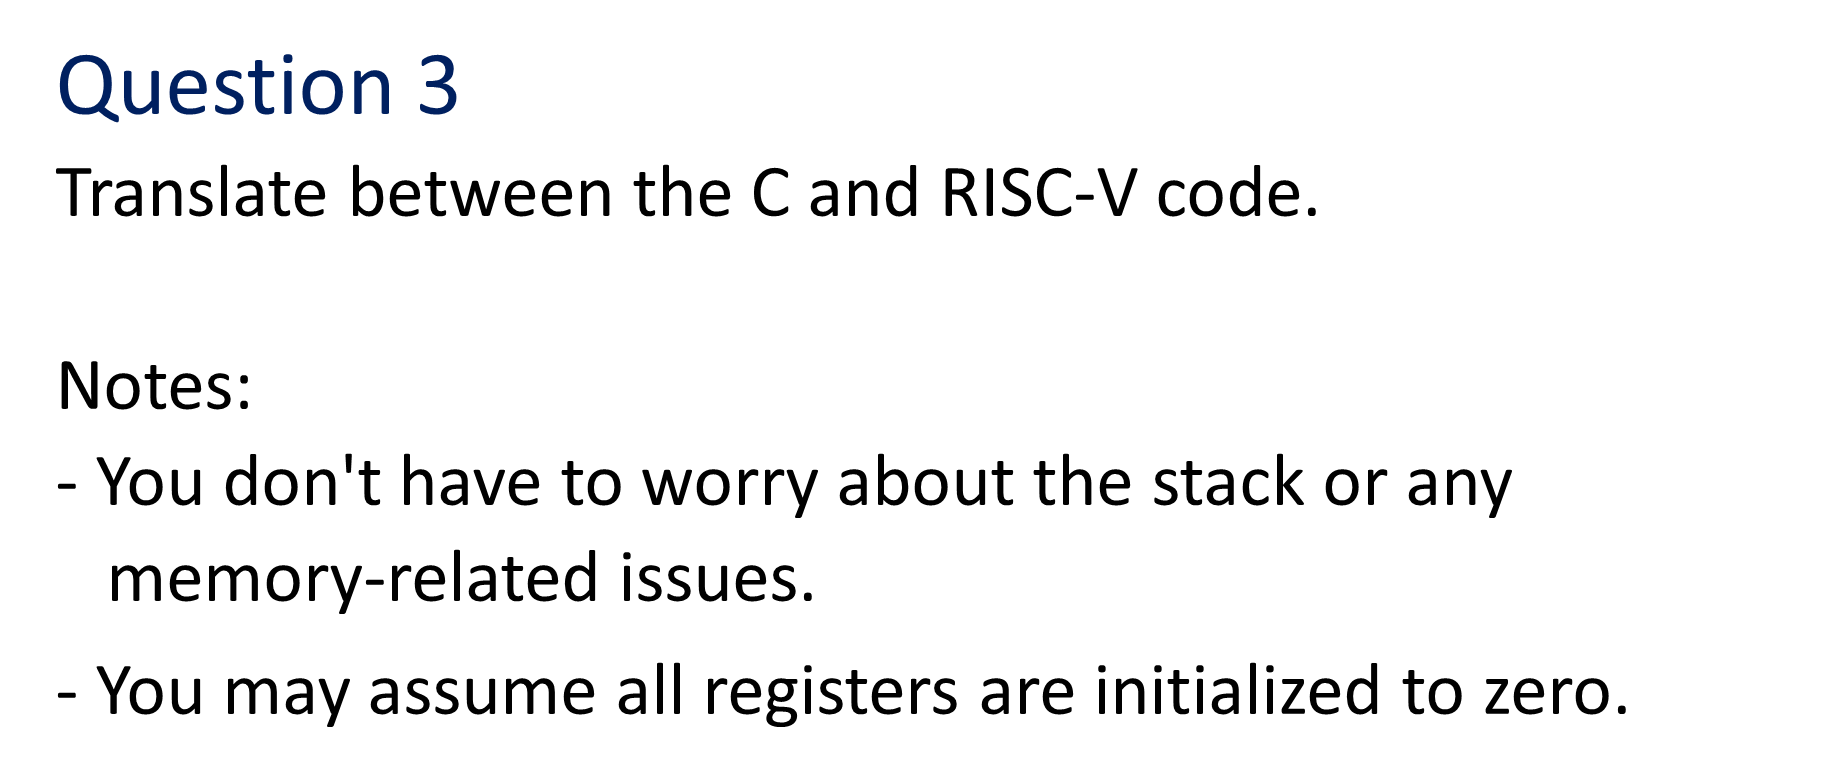 Question 3
Translate between the C and RISC-V code.
Notes:
- You don't have to worry about the stack or any
memory-related issues.
- You may assume all registers are initialized to zero.